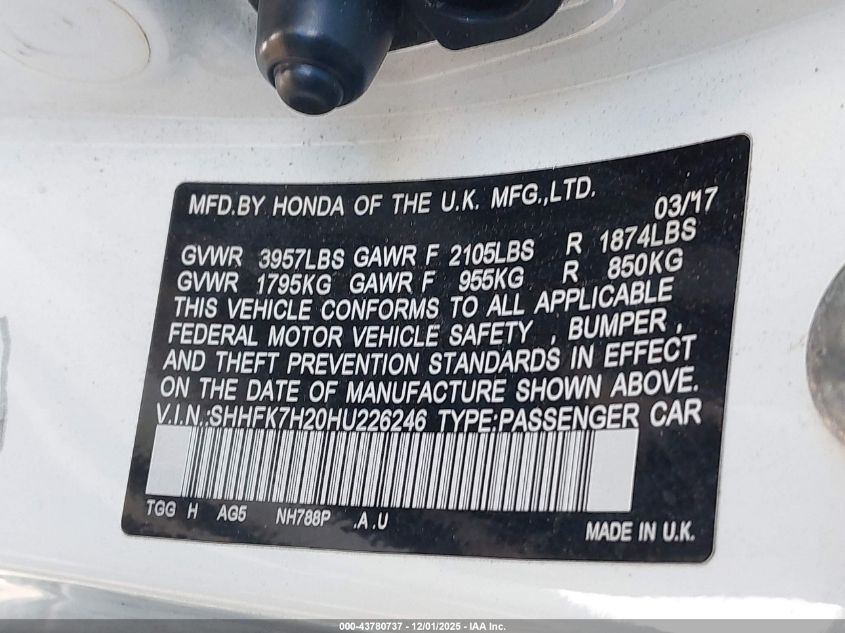 MFD.BY HONDA OF THE U.K. MFG.,LTD. 03/17
GVWR 3957LBS GAWR F 2105LBS R 1874LBS
GVWR 1795KG GAWR F 955KG R 850KG
THIS VEHICLE CONFORMS TO ALL APPLICABLE
FEDERAL MOTOR VEHICLE SAFETY , BUMPER ,
AND THEFT PREVENTION STANDARDS IN EFFECT
ON THE DATE OF MANUFACTURE SHOWN ABOVE.
V.I.N.:SHHFK7H20HU226246 TYPE:PASSENGER CAR
TGG H AG5 NH788P .A .U
MADE IN U.K.
000-43780737 - 12/01/2025 - IAA Inc.